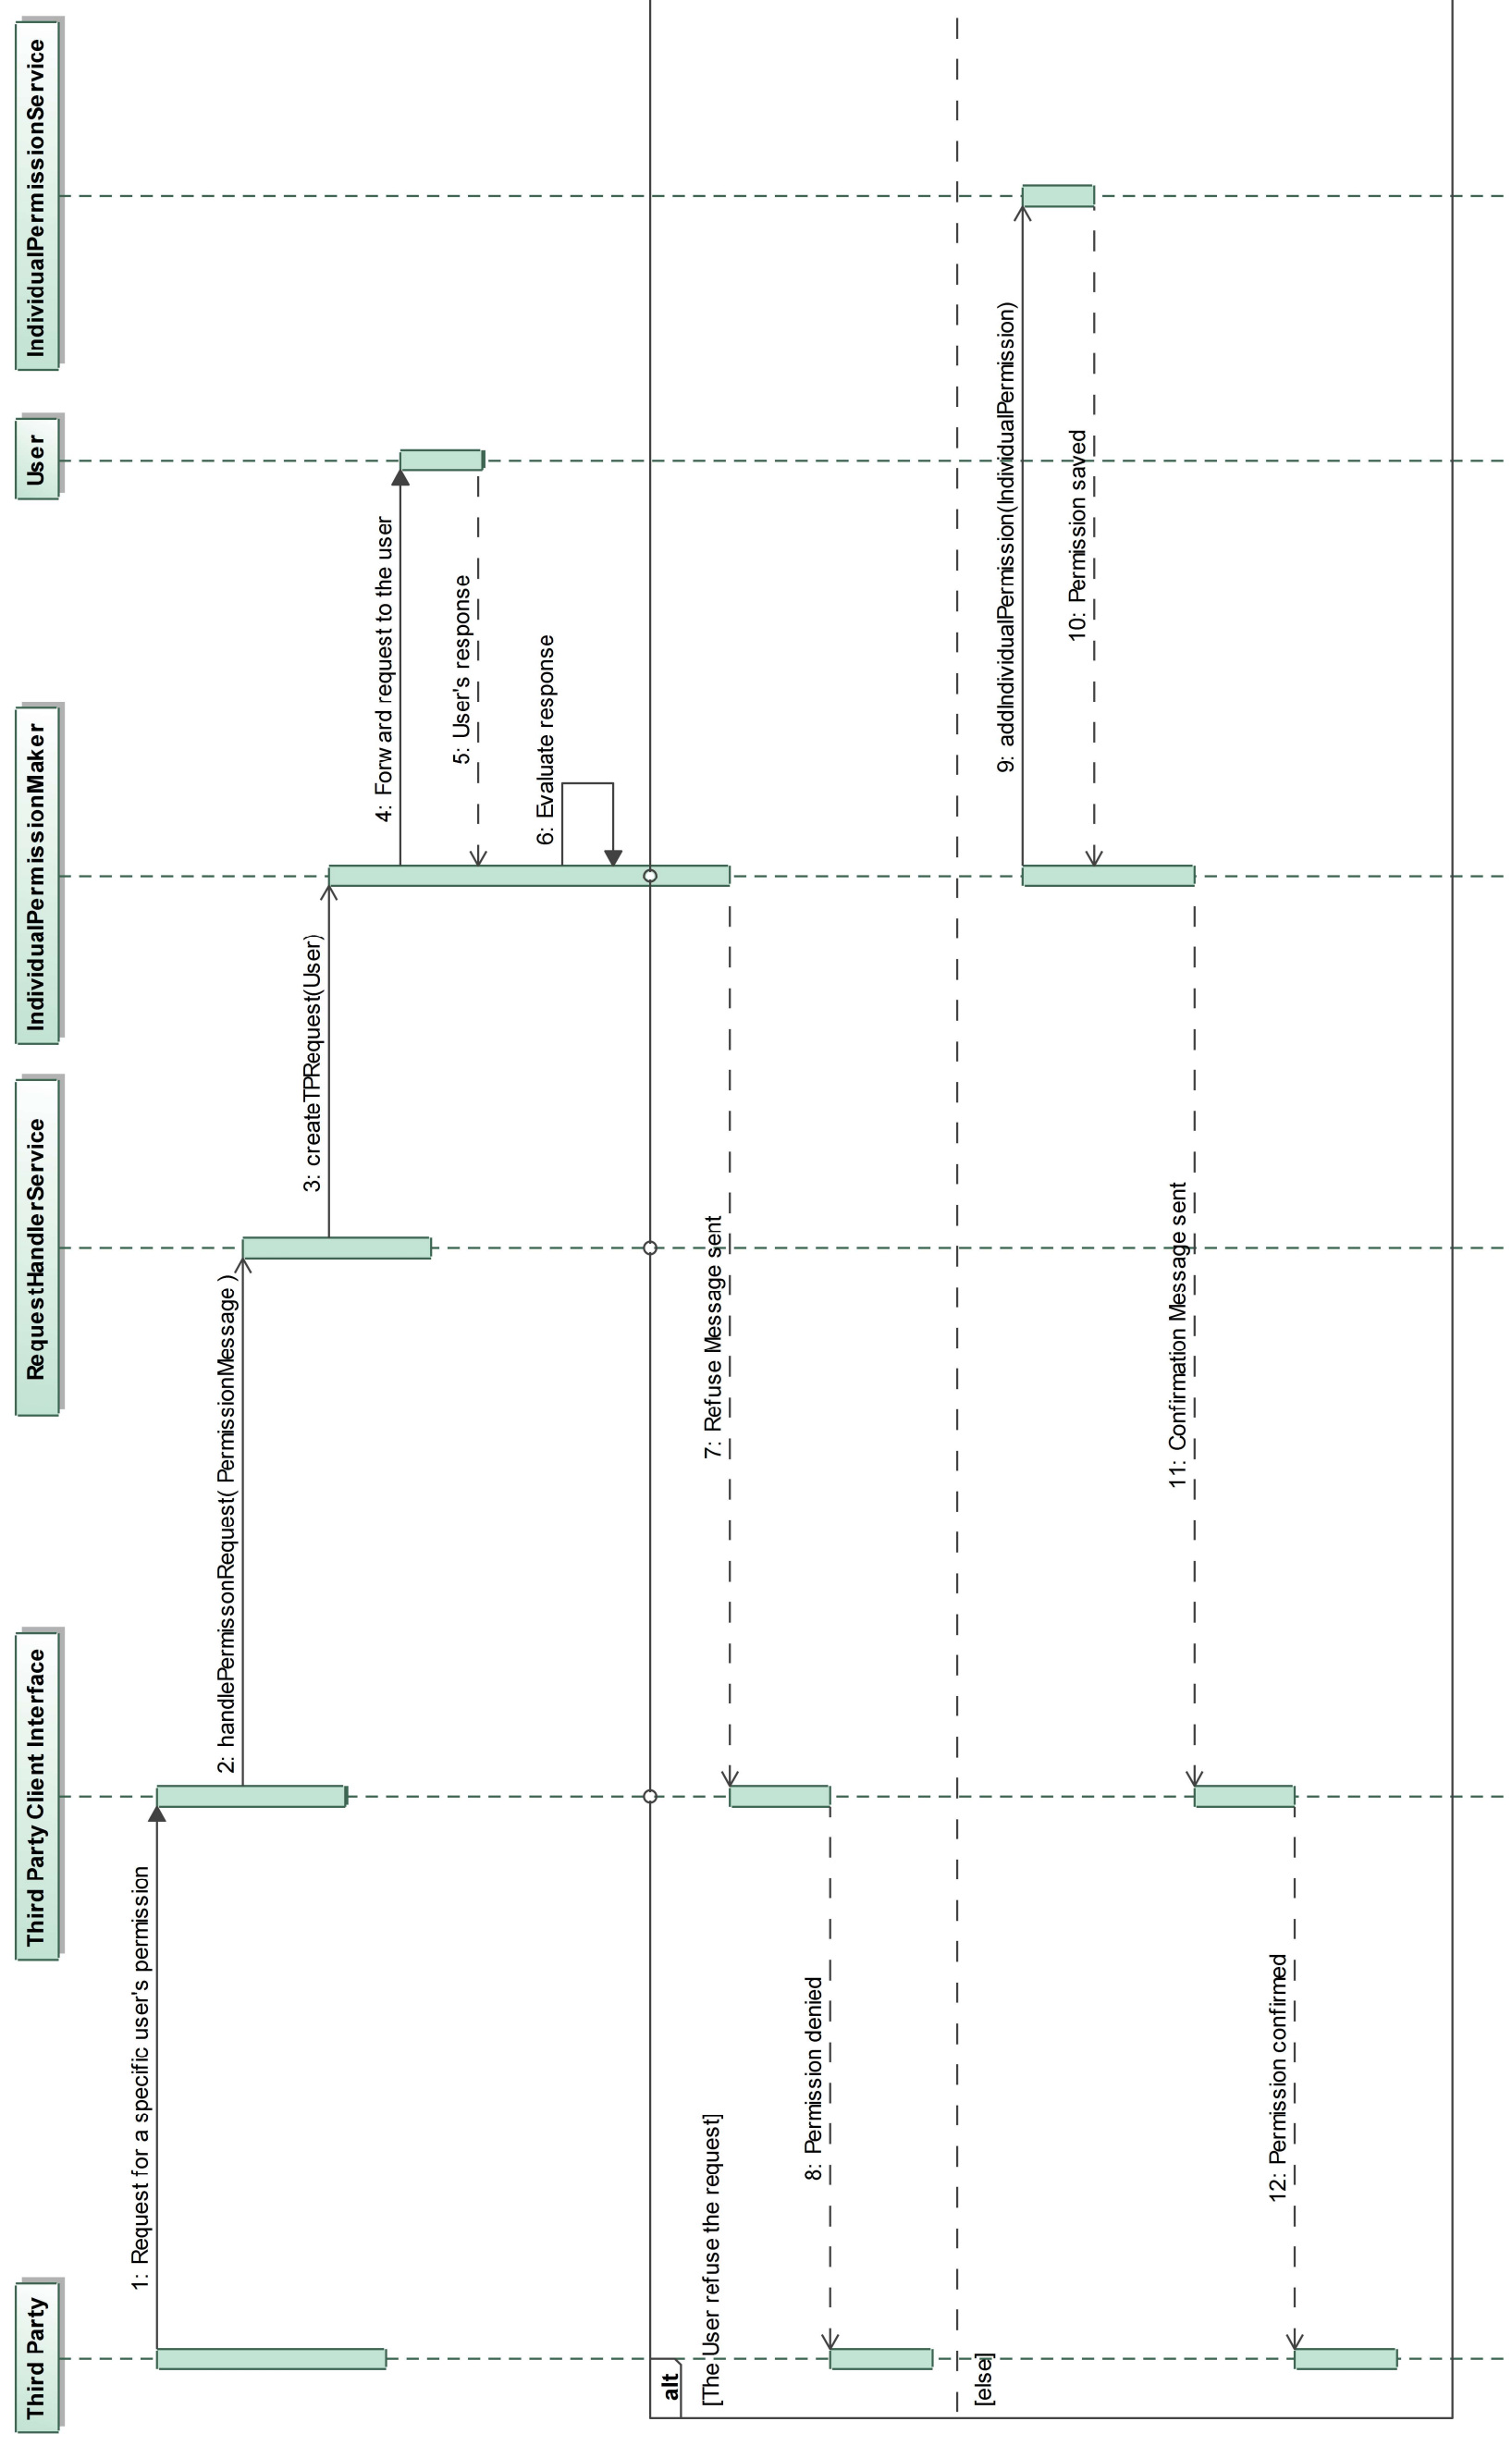 Third Party
Third Party Client Interface
RequestHandlerService
IndividualPermissionMaker
User
IndividualPermissionService
1: Request for a specific user's permission
2: handlePermissonRequest( PermissionMessage )
3: createTPRequest(User)
4: Forward request to the user
5: User's response
6: Evaluate response
alt
[The User refuse the request]
7: Refuse Message sent
8: Permission denied
[else]
9: addIndividualPermission(IndividualPermission)
10: Permission saved
11: Confirmation Message sent
12: Permission confirmed